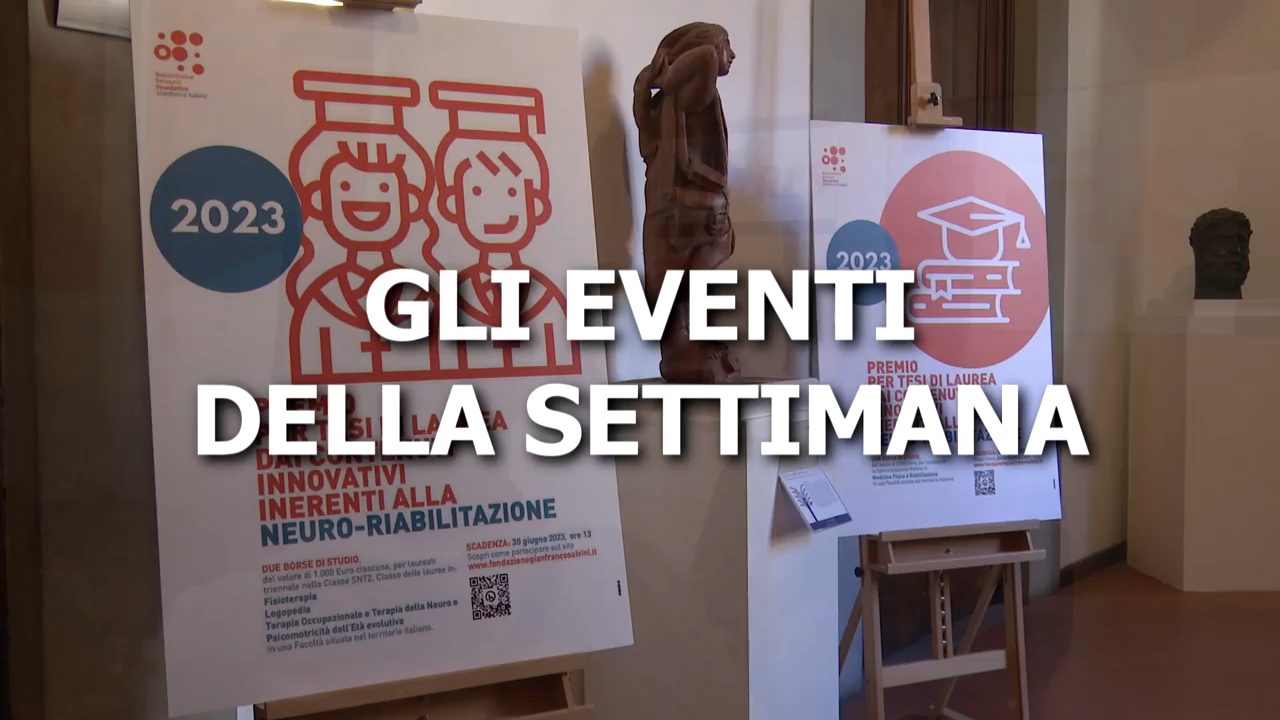 Foundation
2023
GLI EVENTI
DELLA SETTIMANA
INNOVATIVI
INERENTI ALLA
NEURO-RIABILITAZIONE
DUE BORSE DI STUDIO,
del valore di 1.000 Euro ciascuna, per laureati
triennale nella Classe SNT2, Classe delle lauree in:
Fisioterapia
Logopedia
Terapia Occupazionale e Terapia della Neuro e
Psicomotricità dell'Età evolutiva
in una Facoltà situata nel territorio italiano.
SCADENZA: 30 giugno 2023, ore 13
Scopri come partecipare sul sito
www.fondazionegianfrancosalvini.it
2023
PREMIO
PER TESI DI LAUREA
Medicina Fisica e Riabilitazione